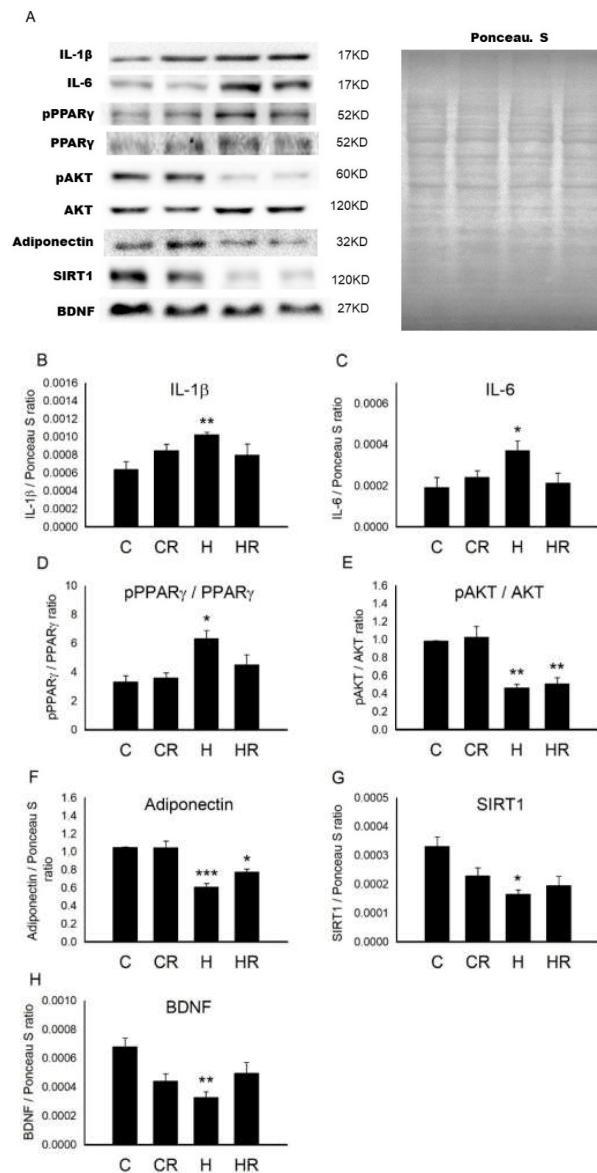 A
Ponceau. S
IL-1β 17KD
IL-6 17KD
pPPARγ 52KD
PPARγ 52KD
pAKT 60KD
AKT 120KD
Adiponectin 32KD
SIRT1 120KD
BDNF 27KD
B
IL-1β
IL-1β / Ponceau S ratio
0.0016
0.0014
0.0012
0.0010
0.0008
0.0006
0.0004
0.0002
0.0000
**
C CR H HR
C
IL-6
IL-6 / Ponceau S ratio
0.0006
0.0004
0.0002
0.0000
*
C CR H HR
D
pPPARγ / PPARγ
pPPARγ / PPARγ ratio
10
8
6
4
2
0
*
C CR H HR
E
pAKT / AKT
pAKT / AKT ratio
1.6
1.4
1.2
1.0
0.8
0.6
0.4
0.2
0.0
** **
C CR H HR
F
Adiponectin
Adiponectin / Ponceau S
ratio
1.6
1.4
1.2
1.0
0.8
0.6
0.4
0.2
0.0
*** *
C CR H HR
G
SIRT1
SIRT1 / Ponceau S ratio
0.0005
0.0004
0.0003
0.0002
0.0001
0.0000
*
C CR H HR
H
BDNF
BDNF / Ponceau S ratio
0.0010
0.0008
0.0006
0.0004
0.0002
0.0000
**
C CR H HR